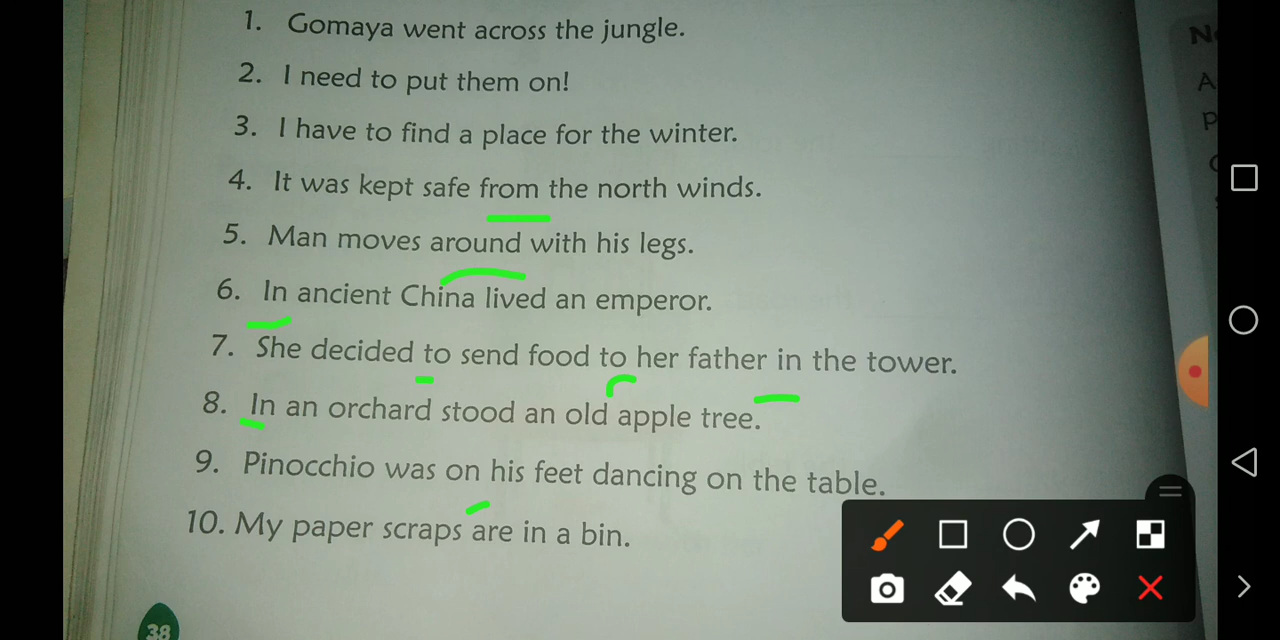 1. Gomaya went across the jungle.
2. I need to put them on!
3. I have to find a place for the winter.
4. It was kept safe from the north winds.
5. Man moves around with his legs.
6. In ancient China lived an emperor.
7. She decided to send food to her father in the tower.
8. In an orchard stood an old apple tree.
9. Pinocchio was on his feet dancing on the table.
10. My paper scraps are in a bin.
38